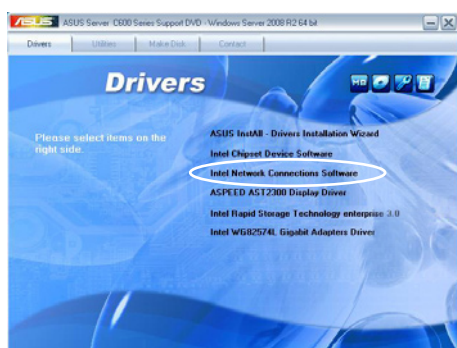 ASUS ASUS Server C600 Series Support DVD - Windows Server 2008 R2 64 bit
Drivers Utilities Make Disk Contact
Drivers
Please select items on the
right side.
ASUS InstAll - Drivers Installation Wizard
Intel Chipset Device Software
Intel Network Connections Software
ASPEED AST2300 Display Driver
Intel Rapid Storage Technology enterprise 3.0
Intel WG82574L Gigabit Adapters Driver